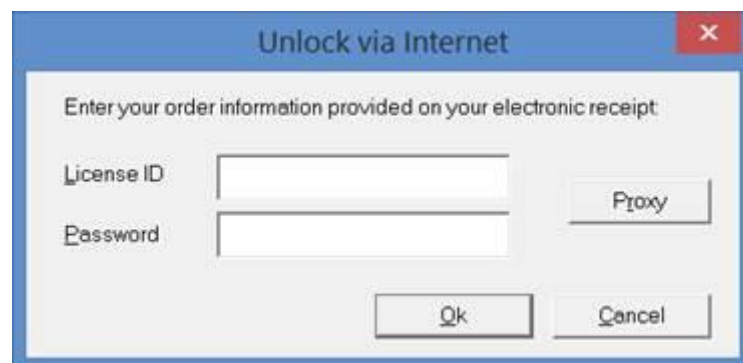 Unlock via Internet
Enter your order information provided on your electronic receipt:
License ID
Proxy
Password
Ok Cancel